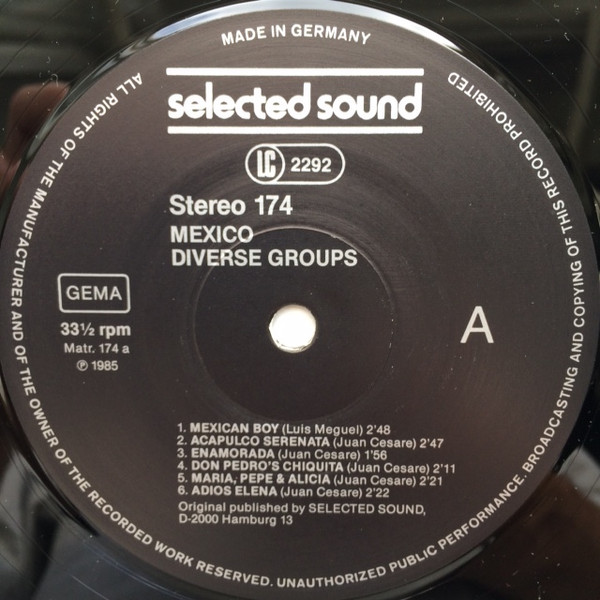 MADE IN GERMANY
selected sound
LC 2292
Stereo 174
MEXICO
DIVERSE GROUPS
GEMA
33½ rpm
Matr. 174 a
℗ 1985
A
1. MEXICAN BOY (Luis Meguel) 2'48
2. ACAPULCO SERENATA (Juan Cesare) 2'47
3. ENAMORADA (Juan Cesare) 1'56
4. DON PEDRO'S CHIQUITA (Juan Cesare) 2'11
5. MARIA, PEPE & ALICIA (Juan Cesare) 2'21
6. ADIOS ELENA (Juan Cesare) 2'22
Original published by SELECTED SOUND,
D-2000 Hamburg 13
ALL RIGHTS OF THE MANUFACTURER AND OF THE OWNER OF THE RECORDED WORK RESERVED. UNAUTHORIZED PUBLIC PERFORMANCE. BROADCASTING AND COPYING OF THIS RECORD PROHIBITED